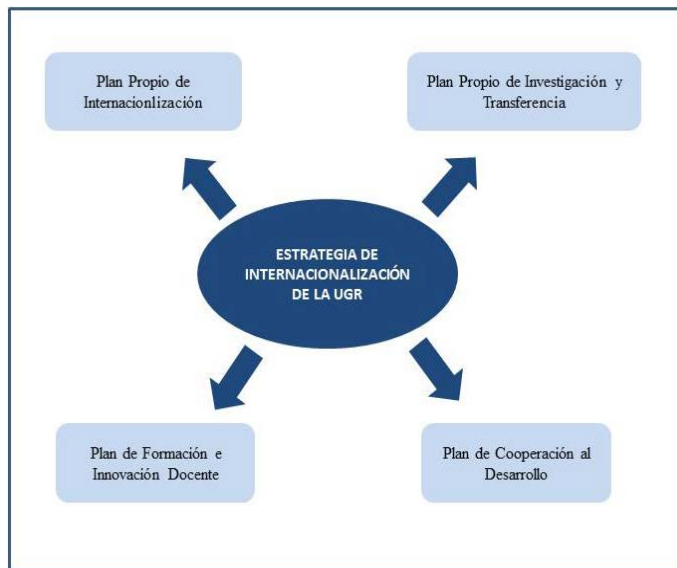 Plan Propio de
Internacionlización
Plan Propio de Investigación y
Transferencia
ESTRATEGIA DE
INTERNACIONALIZACIÓN
DE LA UGR
Plan de Formación e
Innovación Docente
Plan de Cooperación al
Desarrollo